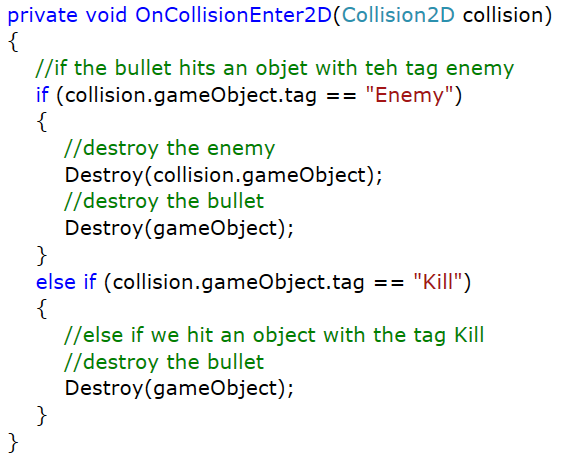 private void OnCollisionEnter2D(Collision2D collision)
{
//if the bullet hits an objet with teh tag enemy
if (collision.gameObject.tag == "Enemy")
{
//destroy the enemy
Destroy(collision.gameObject);
//destroy the bullet
Destroy(gameObject);
}
else if (collision.gameObject.tag == "Kill")
{
//else if we hit an object with the tag Kill
//destroy the bullet
Destroy(gameObject);
}
}